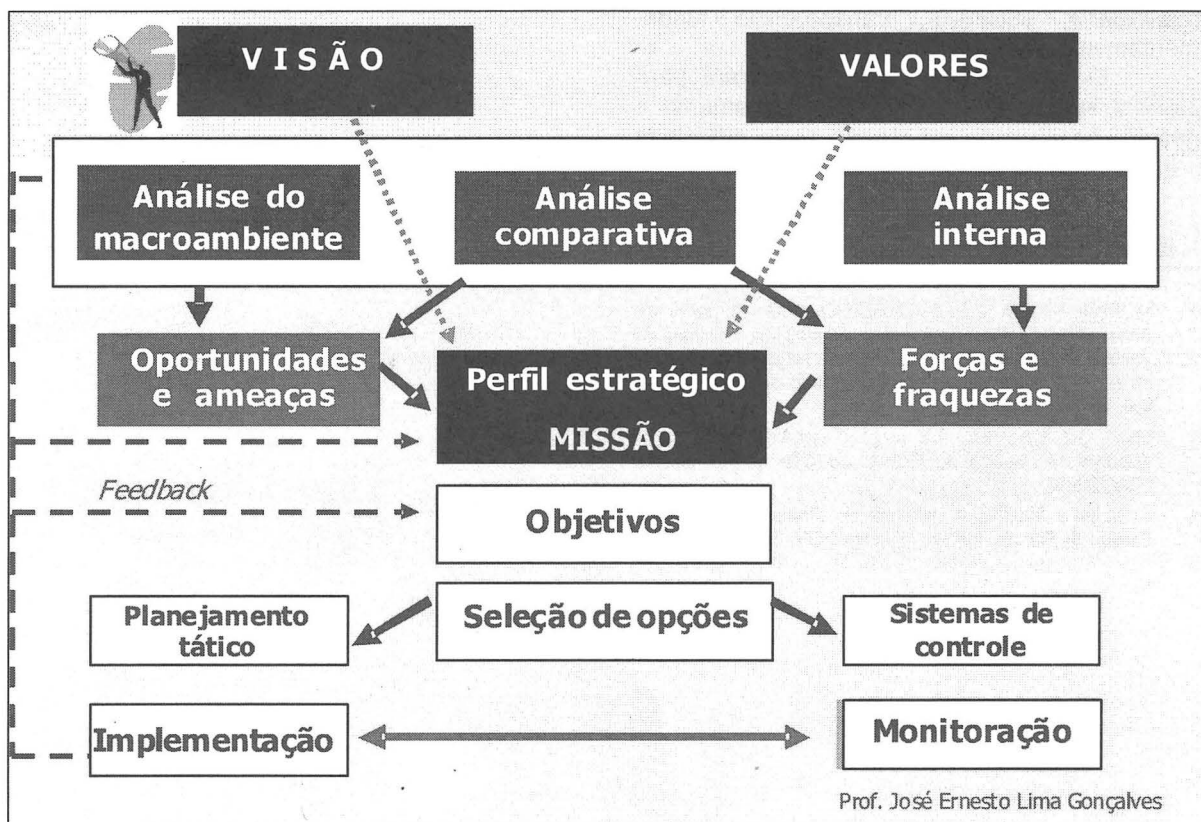 VISÃO
VALORES
Análise do
macroambiente
Análise
comparativa
Análise
interna
Oportunidades
e ameaças
Perfil estratégico
MISSÃO
Forças e
fraquezas
Feedback
Objetivos
Planejamento
tático
Seleção de opções
Sistemas de
controle
Implementação
Monitoração
Prof. José Ernesto Lima Gonçalves